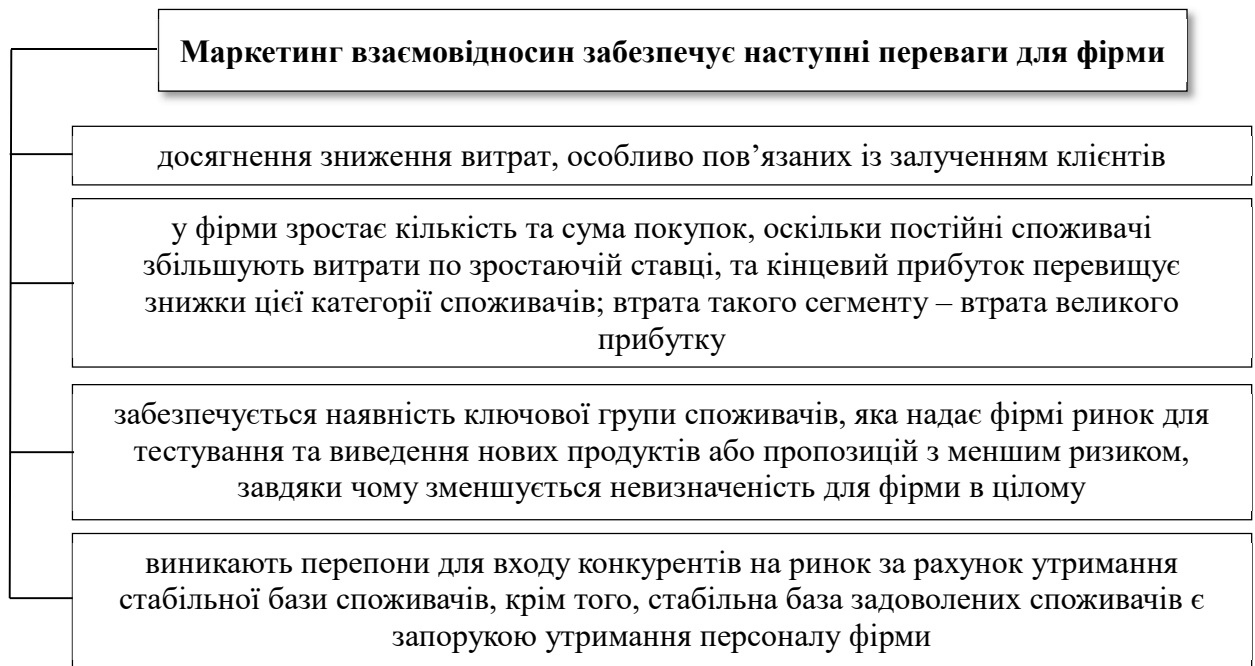 Маркетинг взаємовідносин забезпечує наступні переваги для фірми
досягнення зниження витрат, особливо пов’язаних із залученням клієнтів
у фірми зростає кількість та сума покупок, оскільки постійні споживачі
збільшують витрати по зростаючій ставці, та кінцевий прибуток перевищує
знижки цієї категорії споживачів; втрата такого сегменту – втрата великого
прибутку
забезпечується наявність ключової групи споживачів, яка надає фірмі ринок для
тестування та виведення нових продуктів або пропозицій з меншим ризиком,
завдяки чому зменшується невизначеність для фірми в цілому
виникають перепони для входу конкурентів на ринок за рахунок утримання
стабільної бази споживачів, крім того, стабільна база задоволених споживачів є
запорукою утримання персоналу фірми